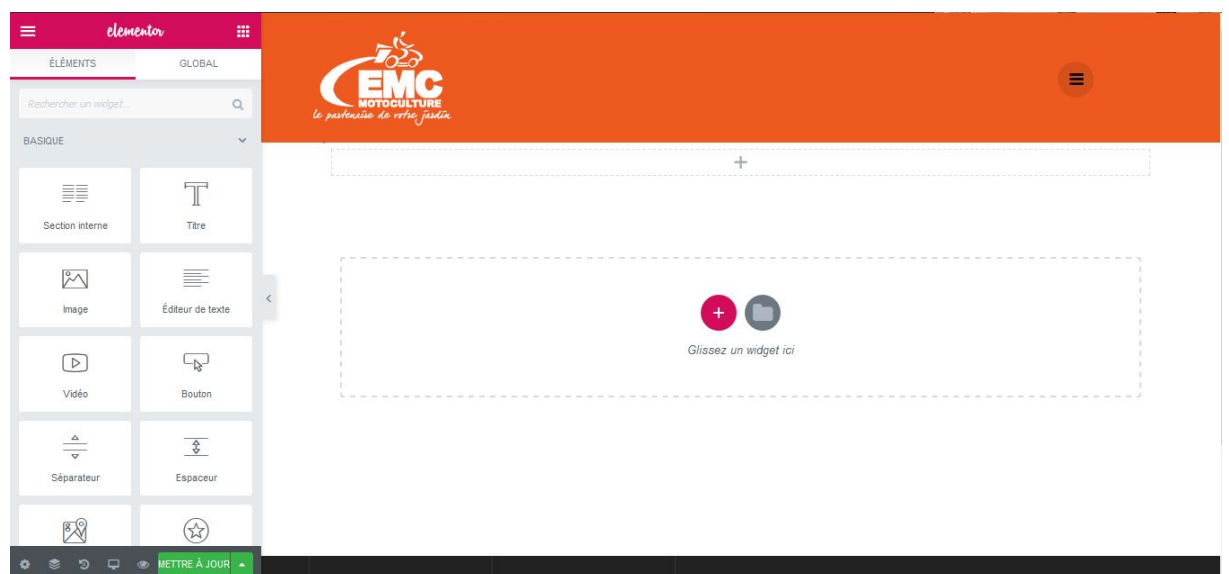 elementor
ÉLÉMENTS
GLOBAL
Rechercher un widget...
BASIQUE
Section interne
Titre
Image
Éditeur de texte
Vidéo
Bouton
Séparateur
Espaceur
METTRE À JOUR
EMC
MOTOCULTURE
le partenaire de votre jardin
Glissez un widget ici